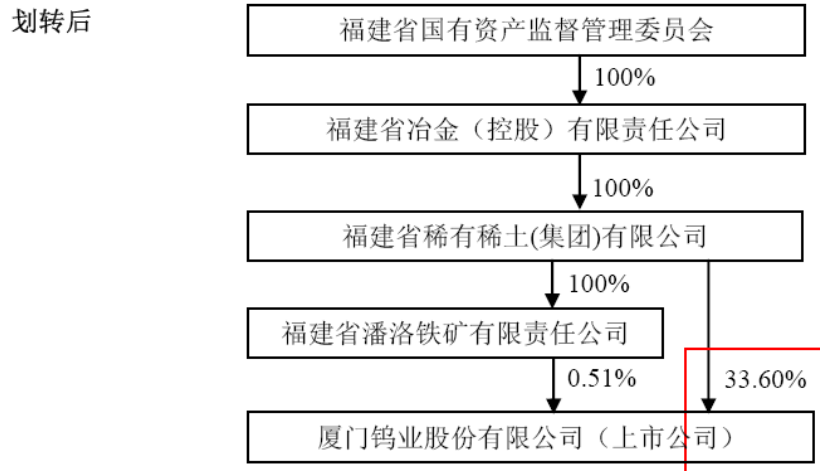 划转后
福建省国有资产监督管理委员会
100%
福建省冶金（控股）有限责任公司
100%
福建省稀有稀土(集团)有限公司
100%
福建省潘洛铁矿有限责任公司
0.51%
33.60%
厦门钨业股份有限公司（上市公司）